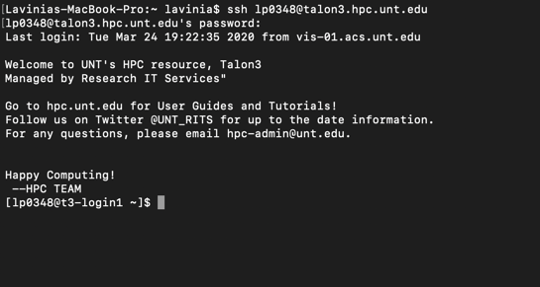 [Lavinias-MacBook-Pro:~ lavinia$ ssh lp0348@talon3.hpc.unt.edu
[lp0348@talon3.hpc.unt.edu's password:
Last login: Tue Mar 24 19:22:35 2020 from vis-01.acs.unt.edu
Welcome to UNT's HPC resource, Talon3
Managed by Research IT Services"
Go to hpc.unt.edu for User Guides and Tutorials!
Follow us on Twitter @UNT_RITS for up to the date information.
For any questions, please email hpc-admin@unt.edu.
Happy Computing!
--HPC TEAM
[lp0348@t3-login1 ~]$